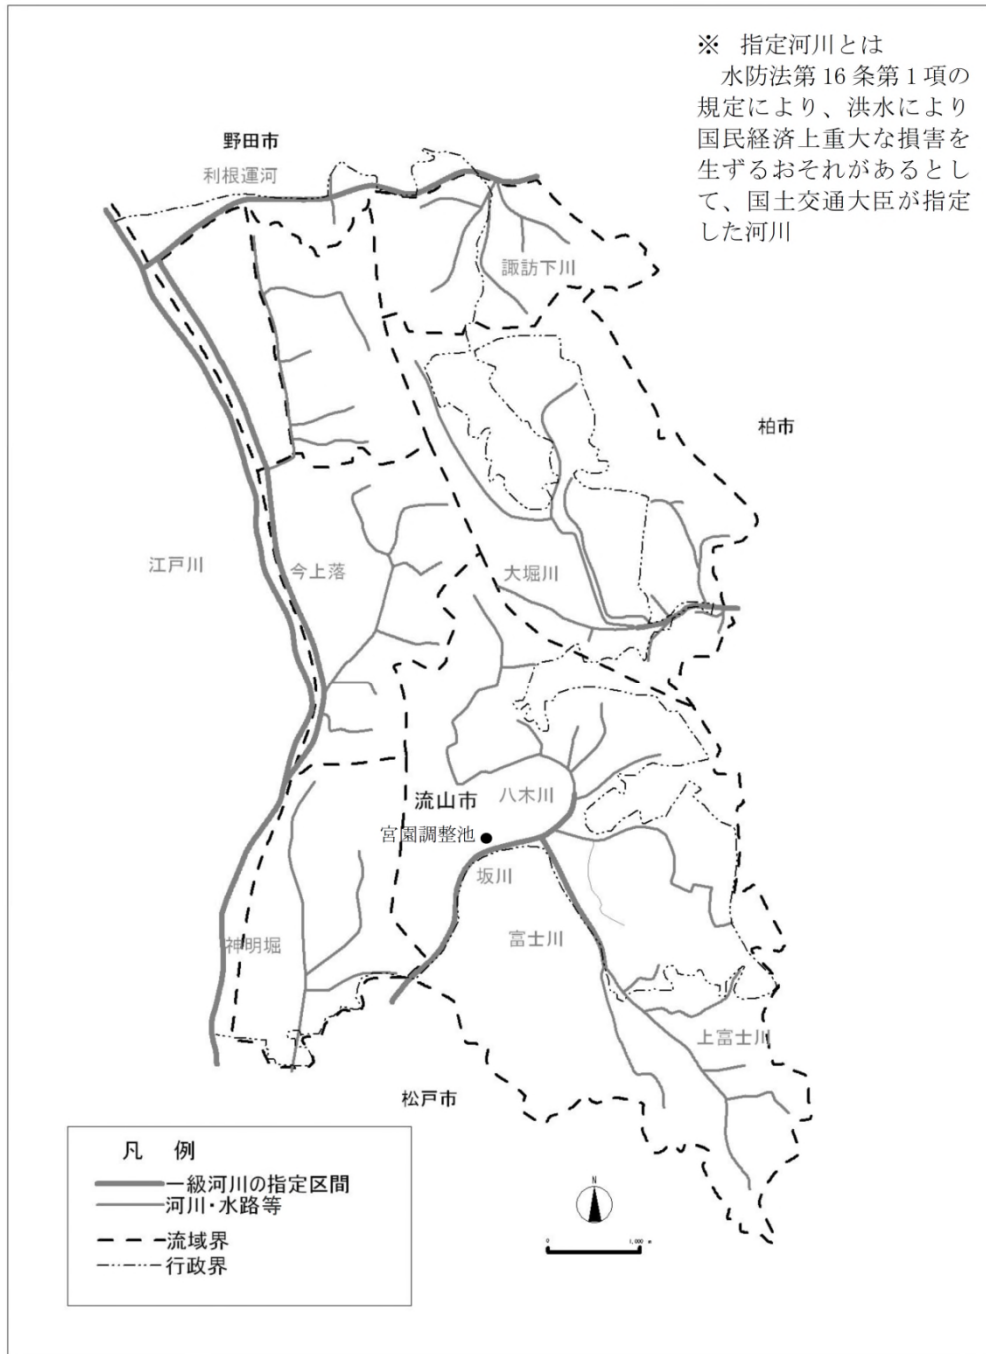 ※ 指定河川とは
水防法第16条第1項の
規定により、洪水により
国民経済上重大な損害を
生ずるおそれがあるとし
て、国土交通大臣が指定
した河川
野田市
利根運河
諏訪下川
柏市
江戸川
今上落
大堀川
流山市
八木川
宮園調整池
坂川
神明堀
富士川
上富士川
松戸市
凡 例
一級河川の指定区間
河川・水路等
流域界
行政界
N
0 1,000 m